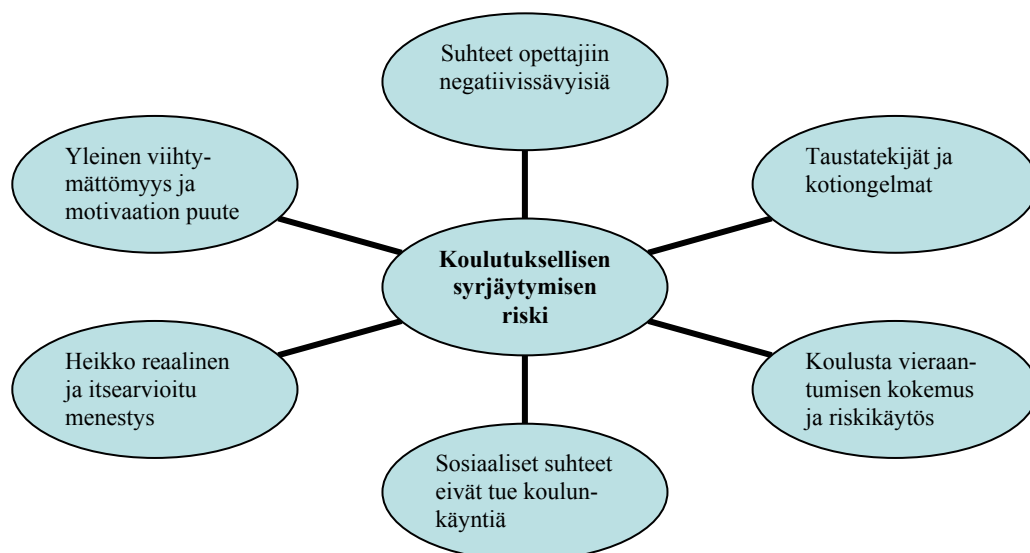 Suhteet opettajiin
negatiivissävyisiä
Yleinen viihty-
mättömyys ja
motivaation puute
Taustatekijät ja
kotiongelmat
Koulutuksellisen
syrjäytymisen
riski
Heikko reaalinen
ja itsearvioitu
menestys
Koulusta vieraan-
tumisen kokemus
ja riskikäytös
Sosiaaliset suhteet
eivät tue koulun-
käyntiä